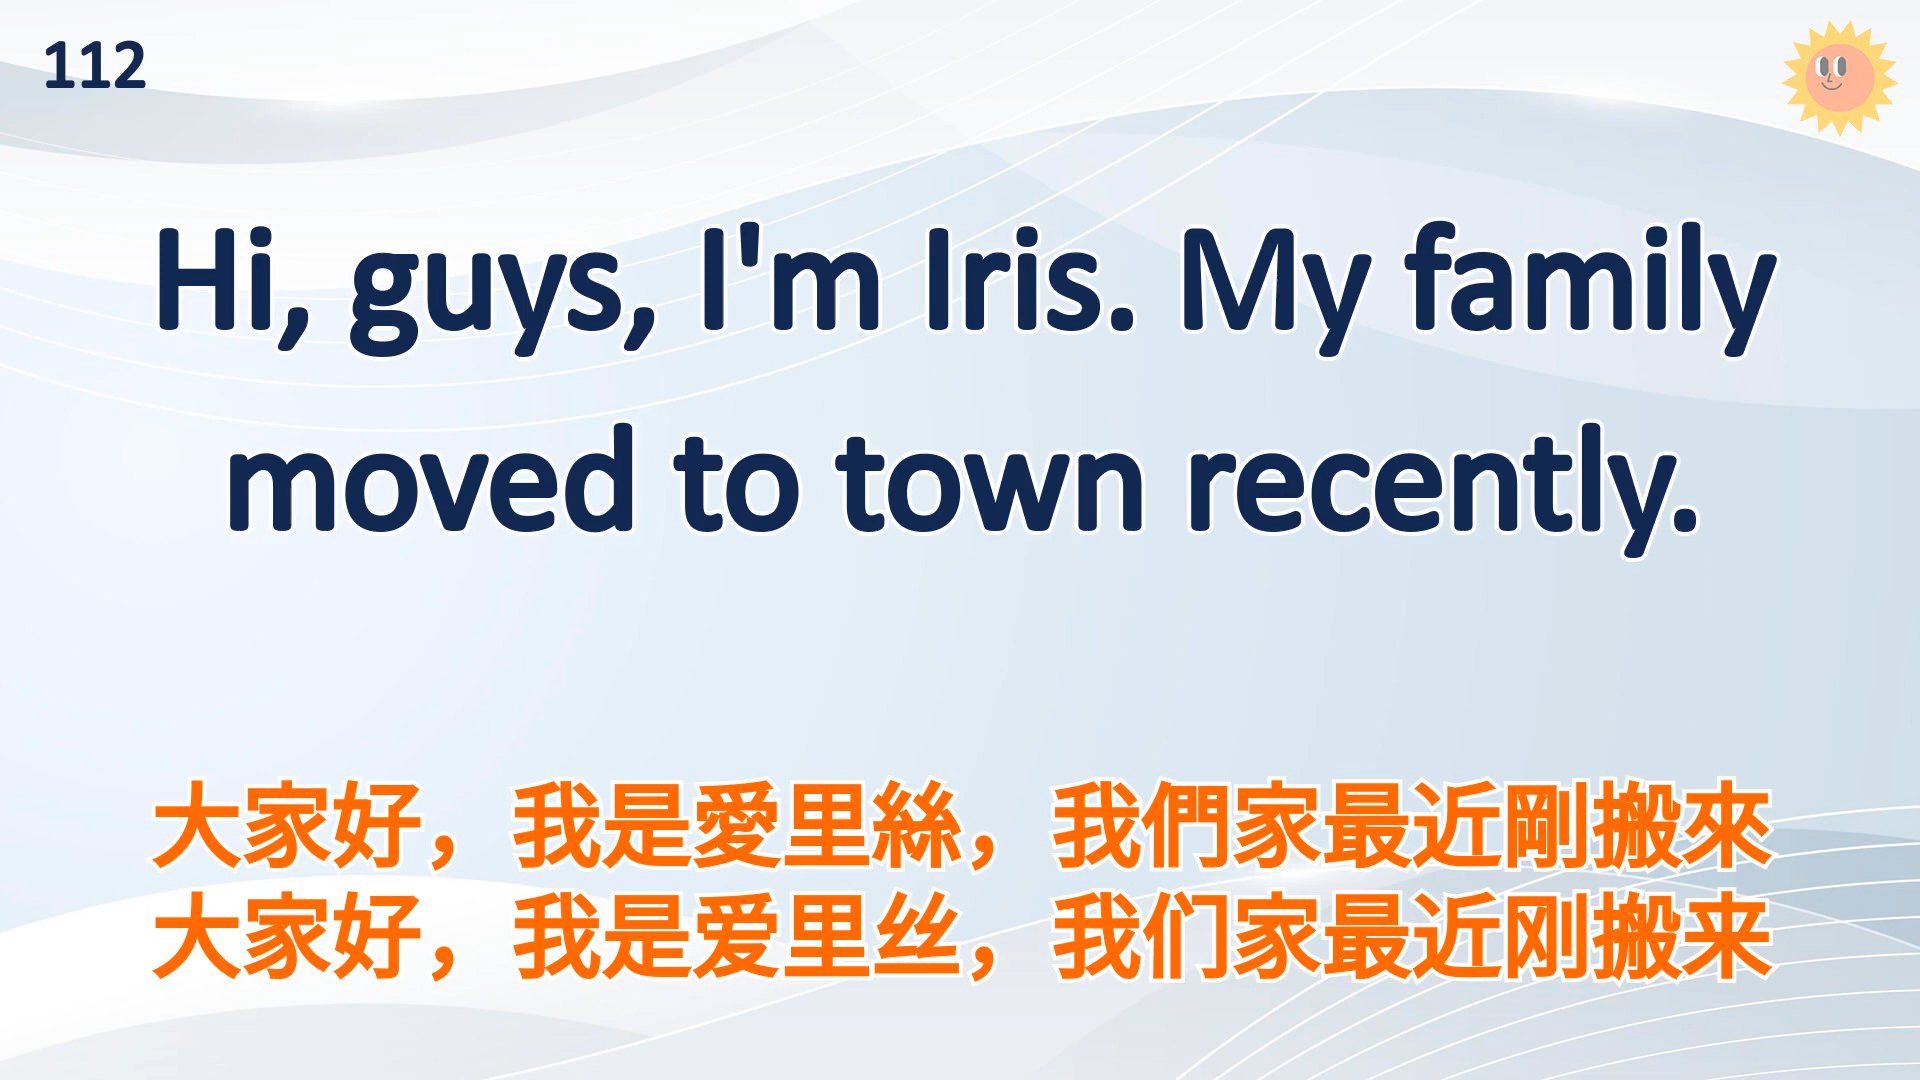 112
Hi, guys, I'm Iris. My family
moved to town recently.
大家好，我是愛里絲，我們家最近剛搬來
大家好，我是爱里丝，我们家最近刚搬来